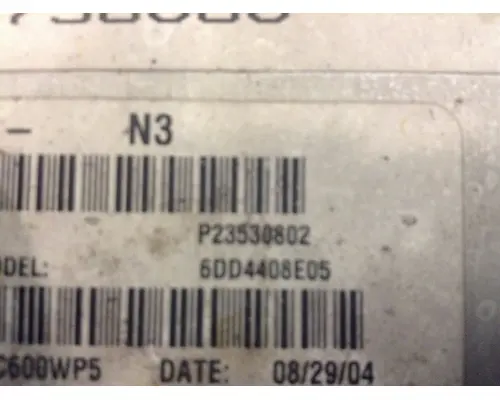 - N3
P23530802
ODEL: 6DD4408E05
C600WP5 DATE: 08/29/04